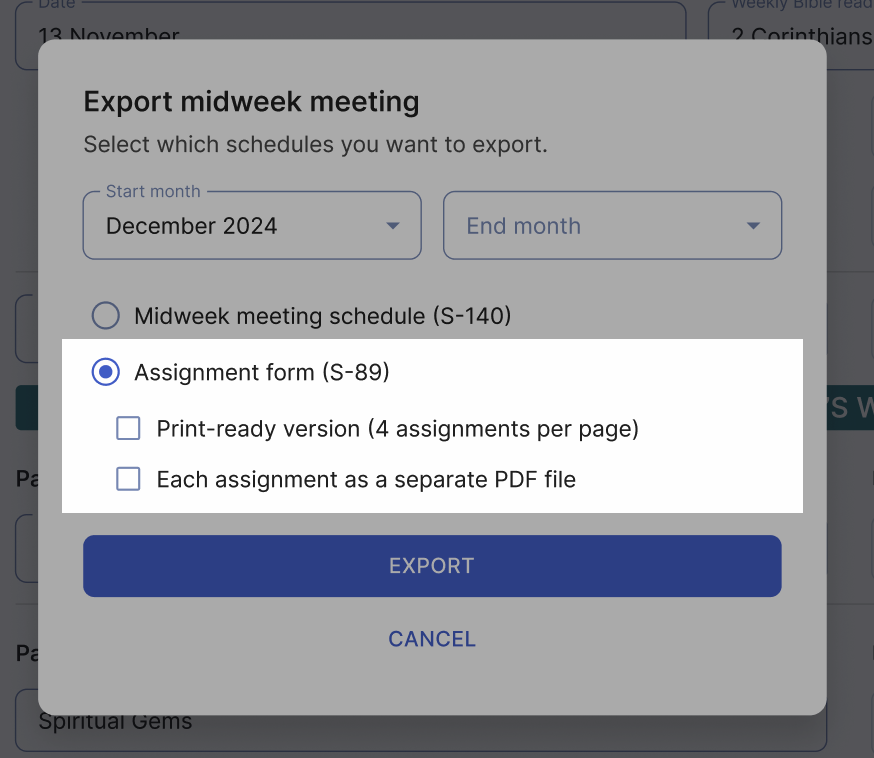 Date
Weekly Bible read
13 November
2 Corinthians
Export midweek meeting
Select which schedules you want to export.
Start month
December 2024
End month
Midweek meeting schedule (S-140)
Assignment form (S-89)
'S W
Print-ready version (4 assignments per page)
Pa
Each assignment as a separate PDF file
EXPORT
CANCEL
Pa
Spiritual Gems